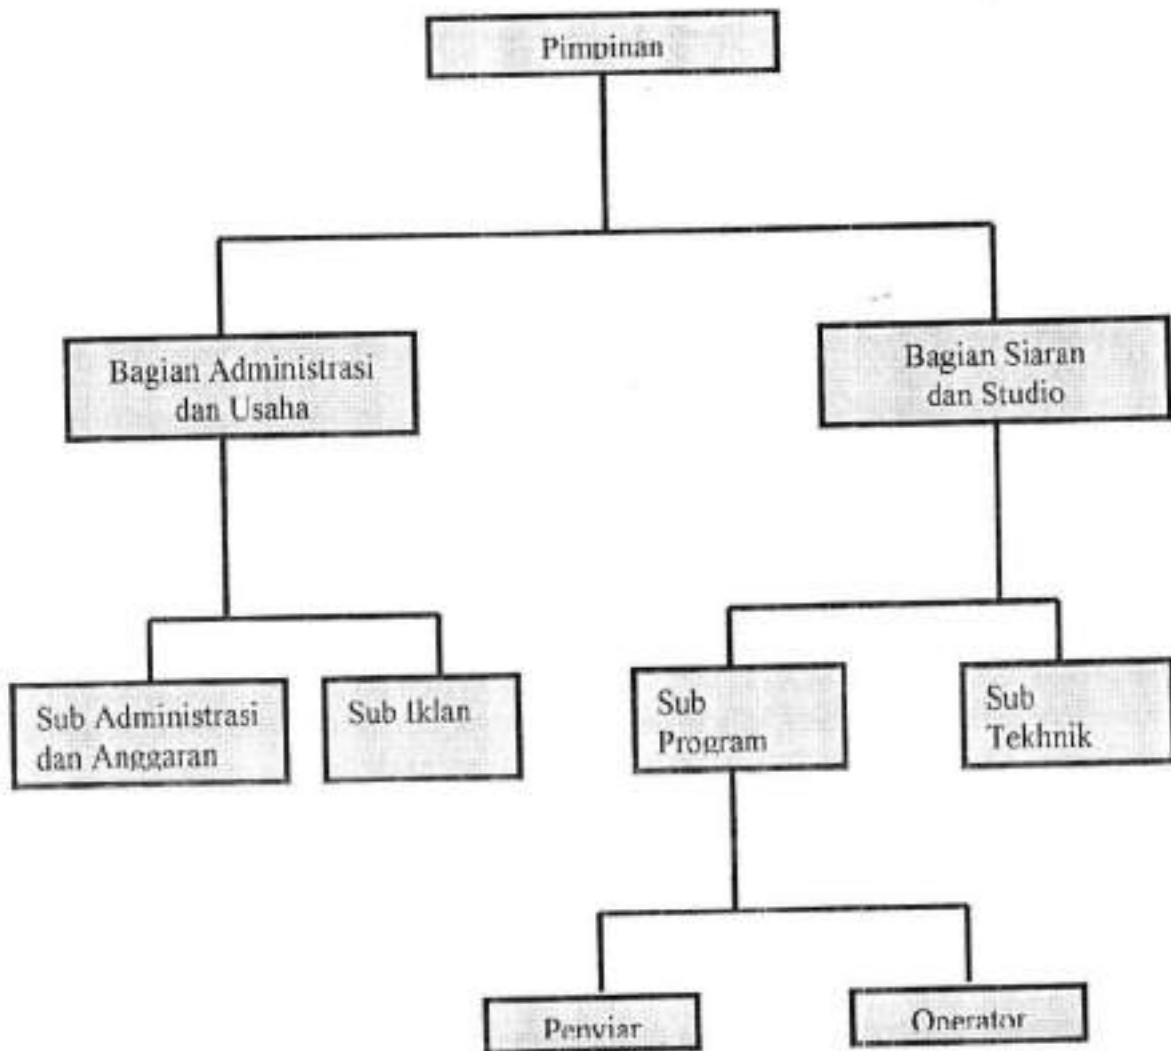 Pimpinan
Bagian Administrasi
dan Usaha
Bagian Siaran
dan Studio
Sub Administrasi
dan Anggaran
Sub Iklan
Sub
Program
Sub
Tekhnik
Penyiar
Operator